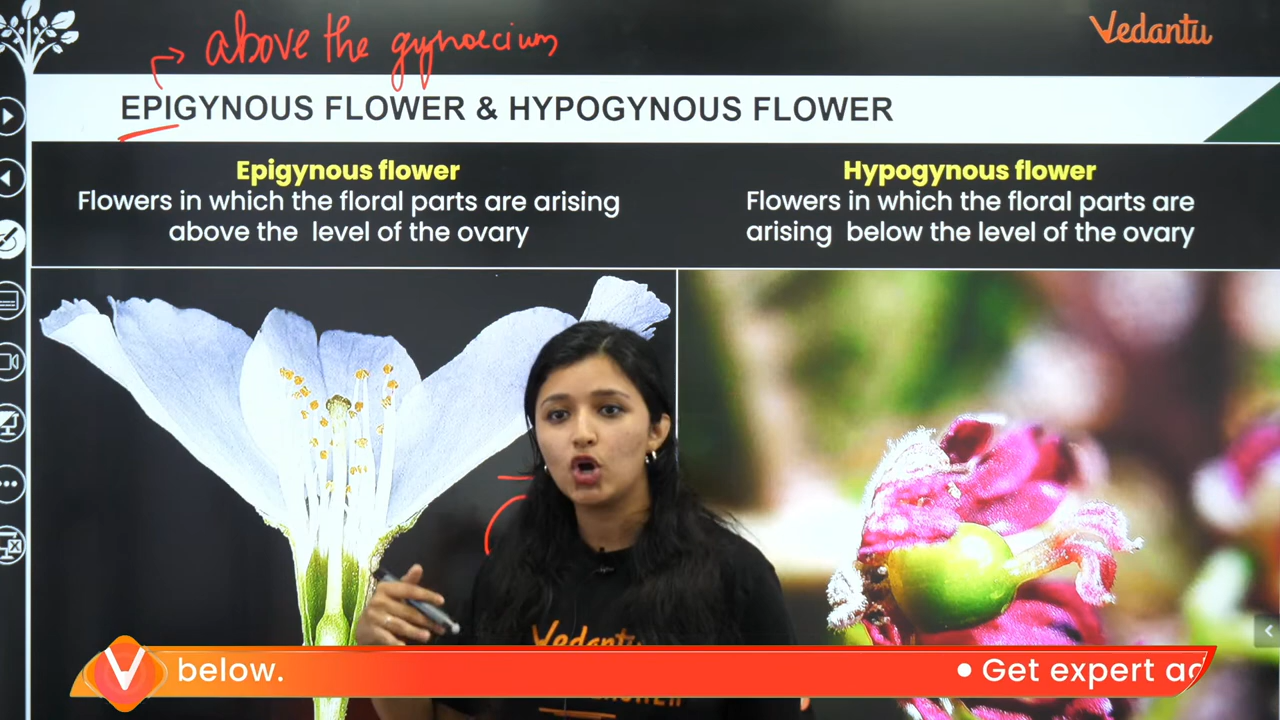 above the gynoecium
Vedantu
EPIGYNOUS FLOWER & HYPOGYNOUS FLOWER
Epigynous flower
Flowers in which the floral parts are arising
above the level of the ovary
Hypogynous flower
Flowers in which the floral parts are
arising below the level of the ovary
Vedantu
V below.
• Get expert